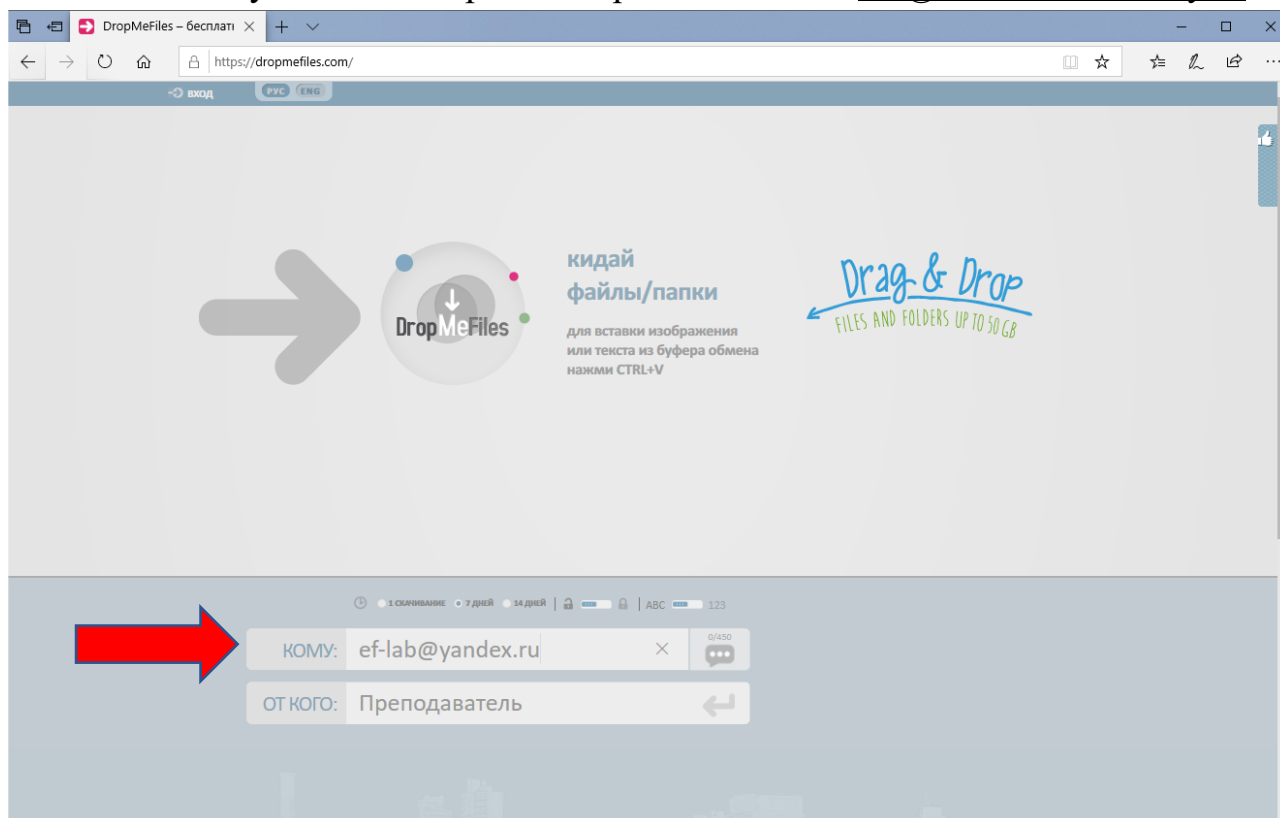 DropMeFiles – бесплатн
https://dropmefiles.com/
вход
РУС ENG
кидай
файлы/папки
для вставки изображения
или текста из буфера обмена
нажми CTRL+V
DropMeFiles
Drag & Drop
FILES AND FOLDERS UP TO 50 GB
1 СКАЧИВАНИЕ 7 ДНЕЙ 14 ДНЕЙ ABC 123
КОМУ: ef-lab@yandex.ru 0/450
ОТ КОГО: Преподаватель